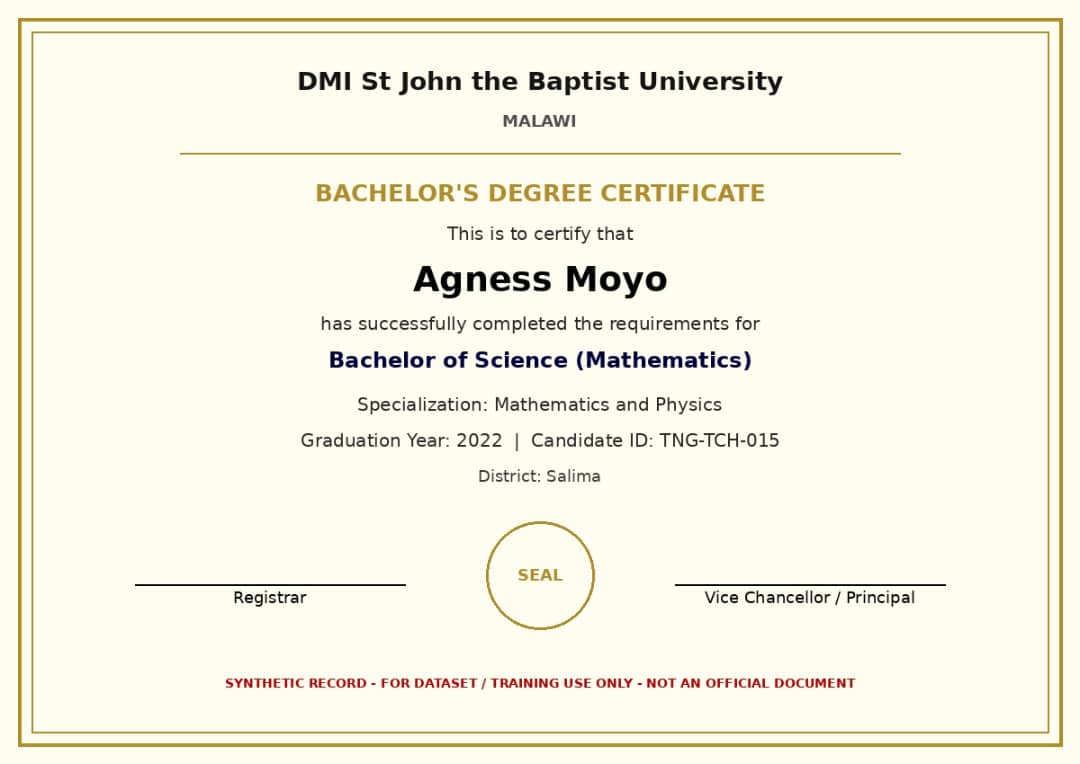 DMI St John the Baptist University
MALAWI
BACHELOR'S DEGREE CERTIFICATE
This is to certify that
Agness Moyo
has successfully completed the requirements for
Bachelor of Science (Mathematics)
Specialization: Mathematics and Physics
Graduation Year: 2022 | Candidate ID: TNG-TCH-015
District: Salima
SEAL
Registrar
Vice Chancellor / Principal
SYNTHETIC RECORD - FOR DATASET / TRAINING USE ONLY - NOT AN OFFICIAL DOCUMENT